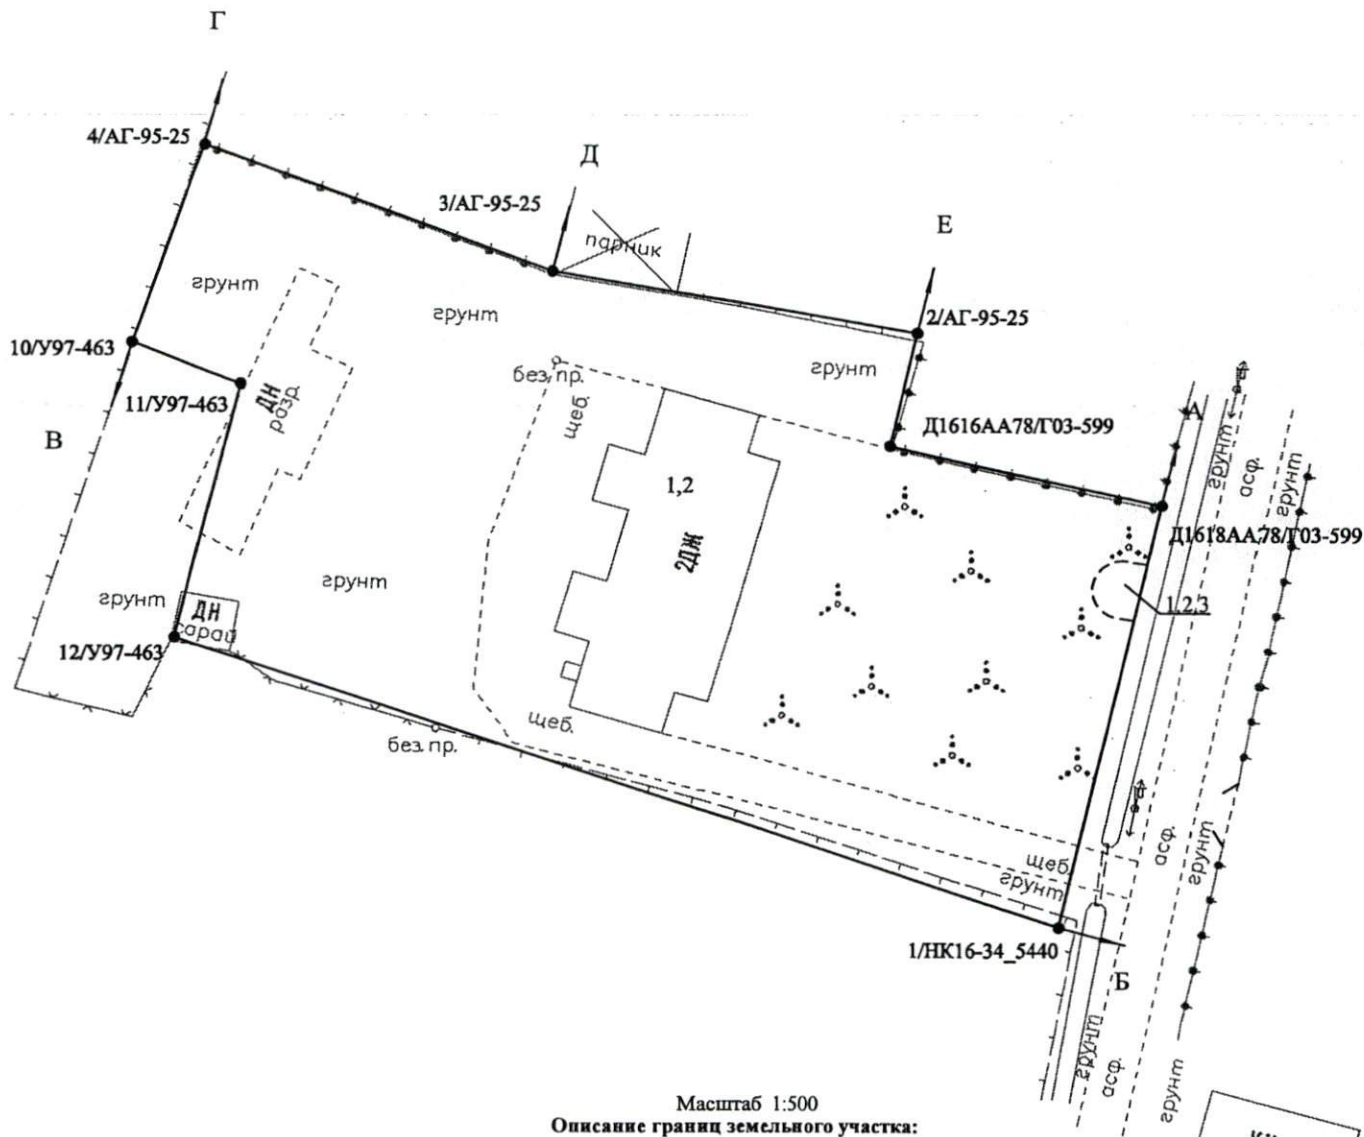 Г
4/АГ-95-25
Д
3/АГ-95-25
парник
Е
2/АГ-95-25
грунт
грунт
грунт
10/У97-463
11/У97-463
ДН
разр.
без. пр.
щеб.
Д1616АА78/Г03-599
А
грунт
асф.
грунт
В
1,2
2ДЖ
Д1618АА78/Г03-599
1,2,3
грунт
грунт
ДН
сарай
12/У97-463
щеб.
без. пр.
щеб.
грунт
асф.
грунт
1/НК16-34_5440
Б
грунт
асф.
грунт
Масштаб 1:500
Описание границ земельного участка: